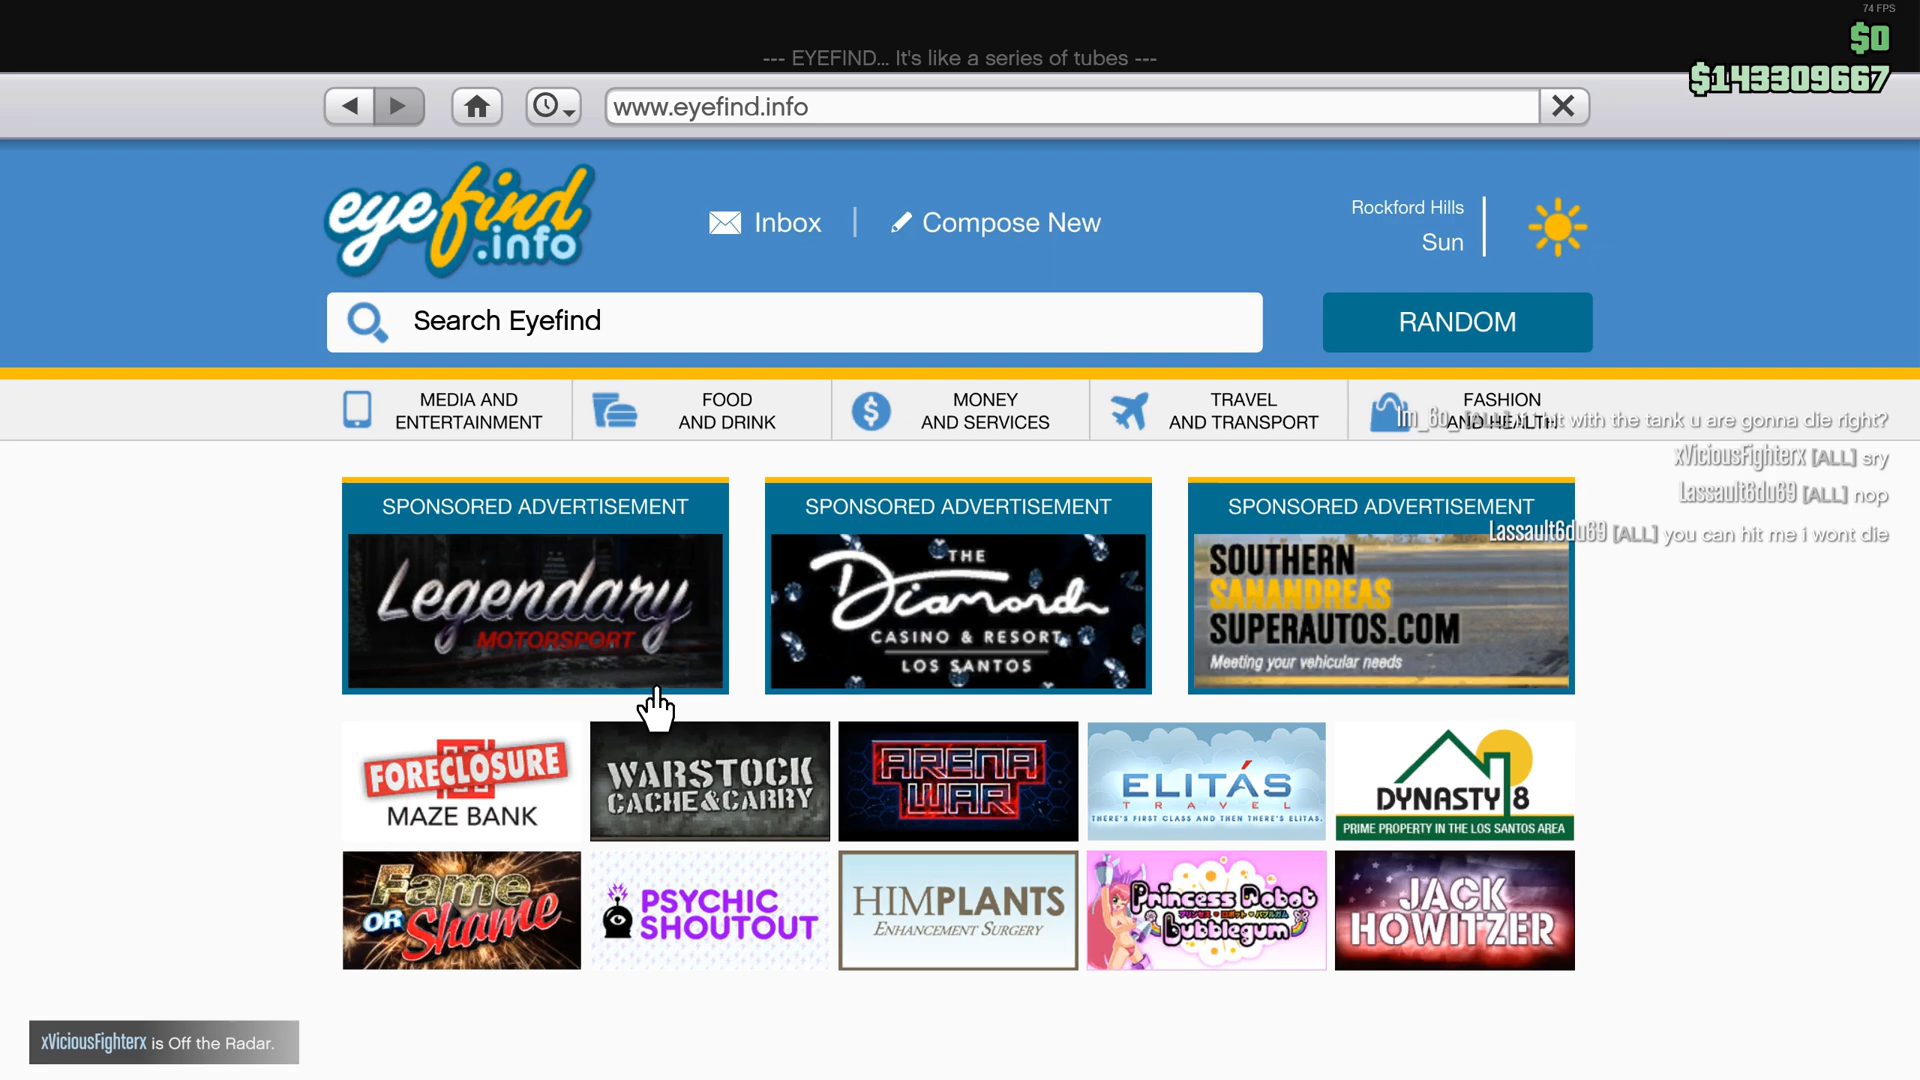 74 FPS
$0
--- EYEFIND... It's like a series of tubes ---
$143309667
www.eyefind.info
eyefind
.info
Inbox
Compose New
Rockford Hills
Sun
Search Eyefind
RANDOM
MEDIA AND
ENTERTAINMENT
FOOD
AND DRINK
MONEY
AND SERVICES
TRAVEL
AND TRANSPORT
FASHION
AND HEALTH
[ALL] if i hit with the tank u are gonna die right?
xViciousFighterx [ALL] sry
Lassault6du69 [ALL] nop
Lassault6du69 [ALL] you can hit me i wont die
SPONSORED ADVERTISEMENT
Legendary
MOTORSPORT
SPONSORED ADVERTISEMENT
THE
Diamond
CASINO & RESORT
LOS SANTOS
SPONSORED ADVERTISEMENT
SOUTHERN
SANANDREAS
SUPERAUTOS.COM
Meeting your vehicular needs
FORECLOSURE
MAZE BANK
WARSTOCK
CACHE&CARRY
ARENA
WAR
ELITÁS
TRAVEL
THERE'S FIRST CLASS AND THEN THERE'S ELITAS.
DYNASTY 8
PRIME PROPERTY IN THE LOS SANTOS AREA
Fame
OR Shame
PSYCHIC
SHOUTOUT
HIMPLANTS
ENHANCEMENT SURGERY
Princess Robot
Bubblegum
JACK
HOWITZER
xViciousFighterx is Off the Radar.